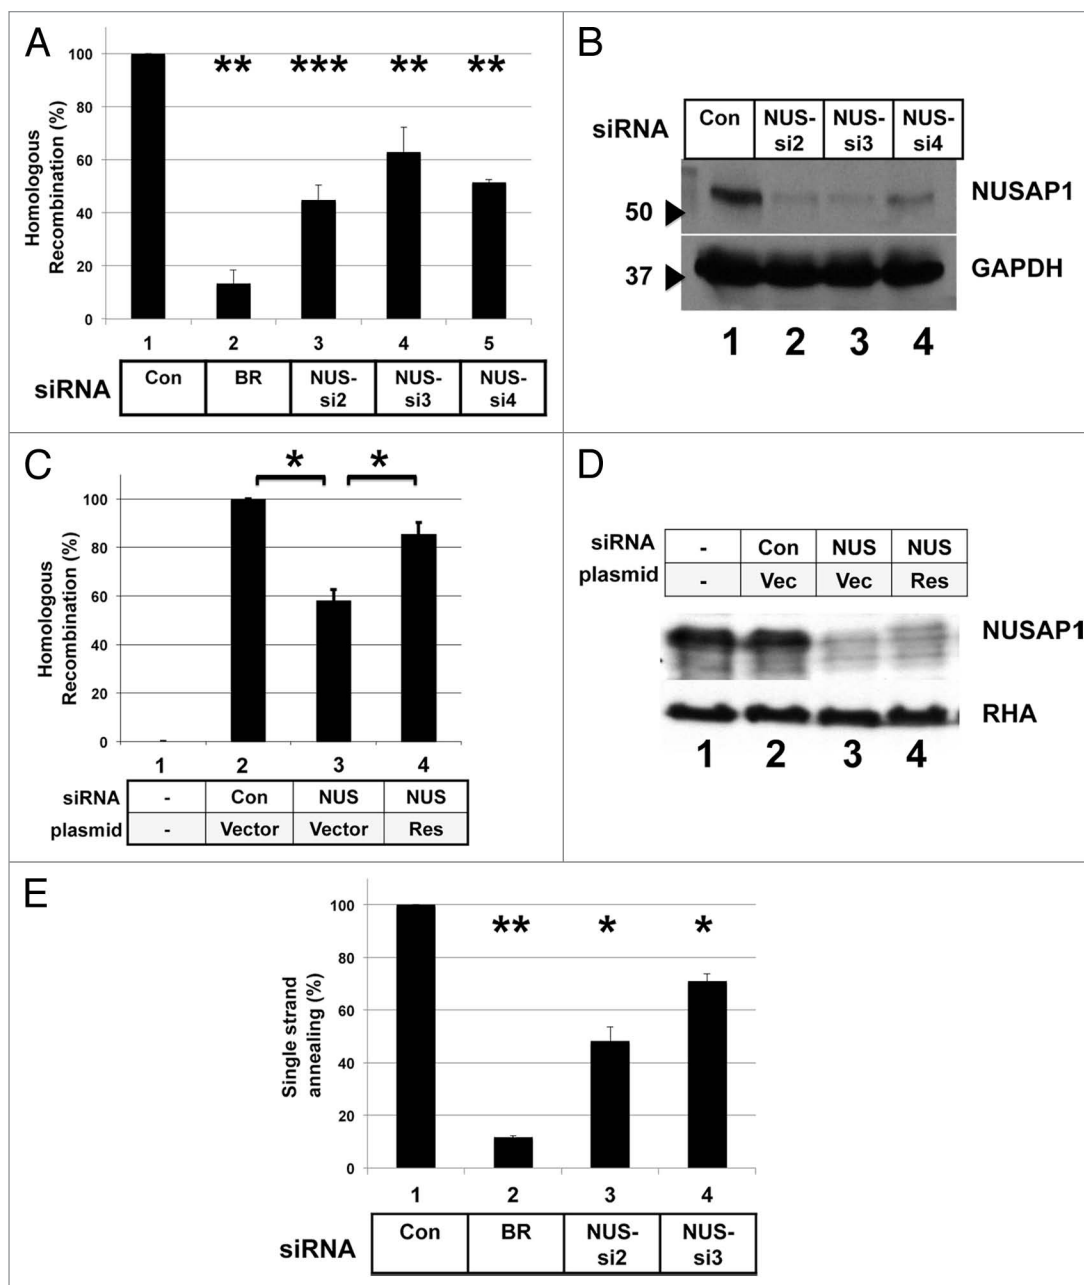 A
Homologous
Recombination (%)
100
80
60
40
20
0
** *** ** **
1 2 3 4 5
siRNA
Con BR NUS- NUS- NUS-
si2 si3 si4
B
siRNA
Con NUS- NUS- NUS-
si2 si3 si4
50
NUSAP1
37
GAPDH
1 2 3 4
C
Homologous
Recombination (%)
* *
100
80
60
40
20
0
1 2 3 4
siRNA - Con NUS NUS
plasmid - Vector Vector Res
D
siRNA - Con NUS NUS
plasmid - Vec Vec Res
NUSAP1
RHA
1 2 3 4
E
Single strand
annealing (%)
100
80
60
40
20
0
** * *
1 2 3 4
siRNA
Con BR NUS- NUS-
si2 si3